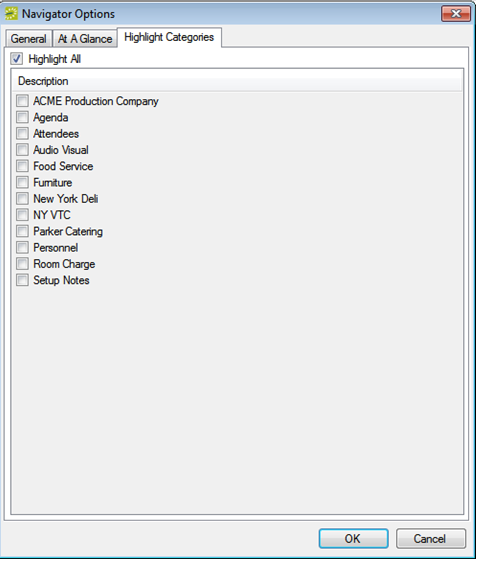 Navigator Options
General At A Glance Highlight Categories
Highlight All
Description
ACME Production Company
Agenda
Attendees
Audio Visual
Food Service
Furniture
New York Deli
NY VTC
Parker Catering
Personnel
Room Charge
Setup Notes
OK Cancel